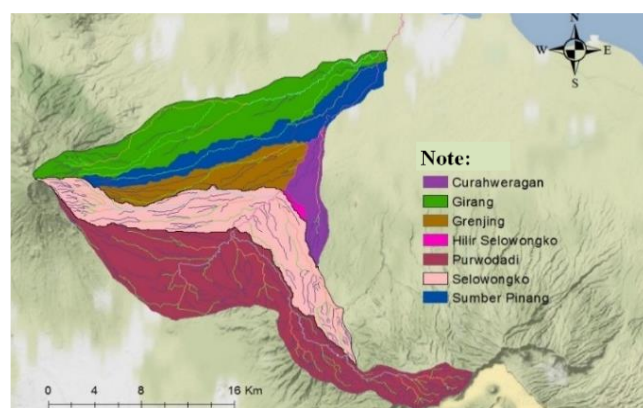 N
W E
S
Note:
Curahweragan
Girang
Grenjing
Hilir Selowongko
Purwodadi
Selowongko
Sumber Pinang
0 4 8 16 Km